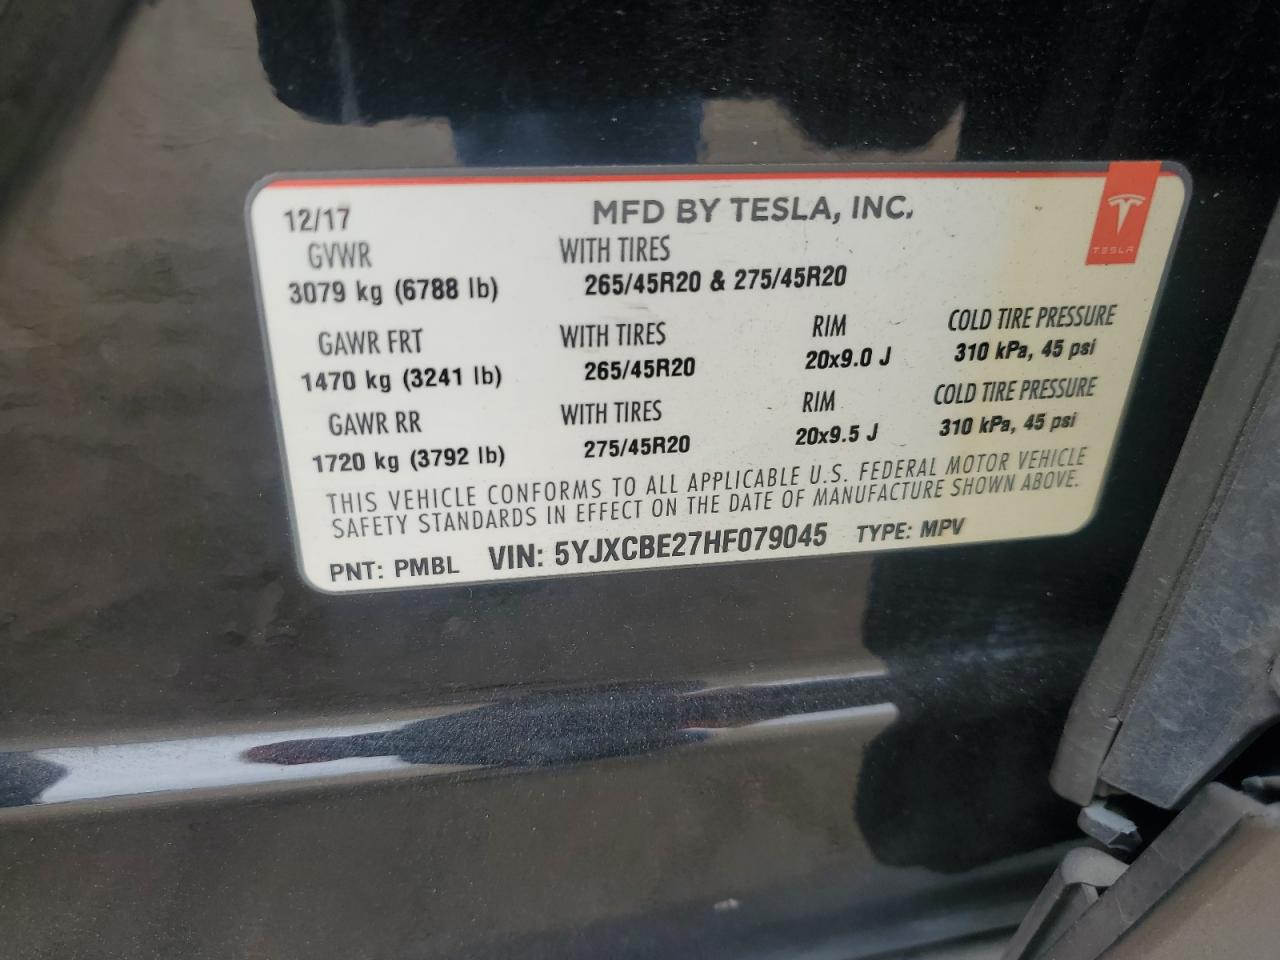 12/17 MFD BY TESLA, INC.
TESLA
GVWR WITH TIRES
3079 kg (6788 lb) 265/45R20 & 275/45R20
GAWR FRT WITH TIRES RIM COLD TIRE PRESSURE
1470 kg (3241 lb) 265/45R20 20x9.0 J 310 kPa, 45 psi
GAWR RR WITH TIRES RIM COLD TIRE PRESSURE
1720 kg (3792 lb) 275/45R20 20x9.5 J 310 kPa, 45 psi
THIS VEHICLE CONFORMS TO ALL APPLICABLE U.S. FEDERAL MOTOR VEHICLE
SAFETY STANDARDS IN EFFECT ON THE DATE OF MANUFACTURE SHOWN ABOVE.
PNT: PMBL VIN: 5YJXCBE27HF079045 TYPE: MPV